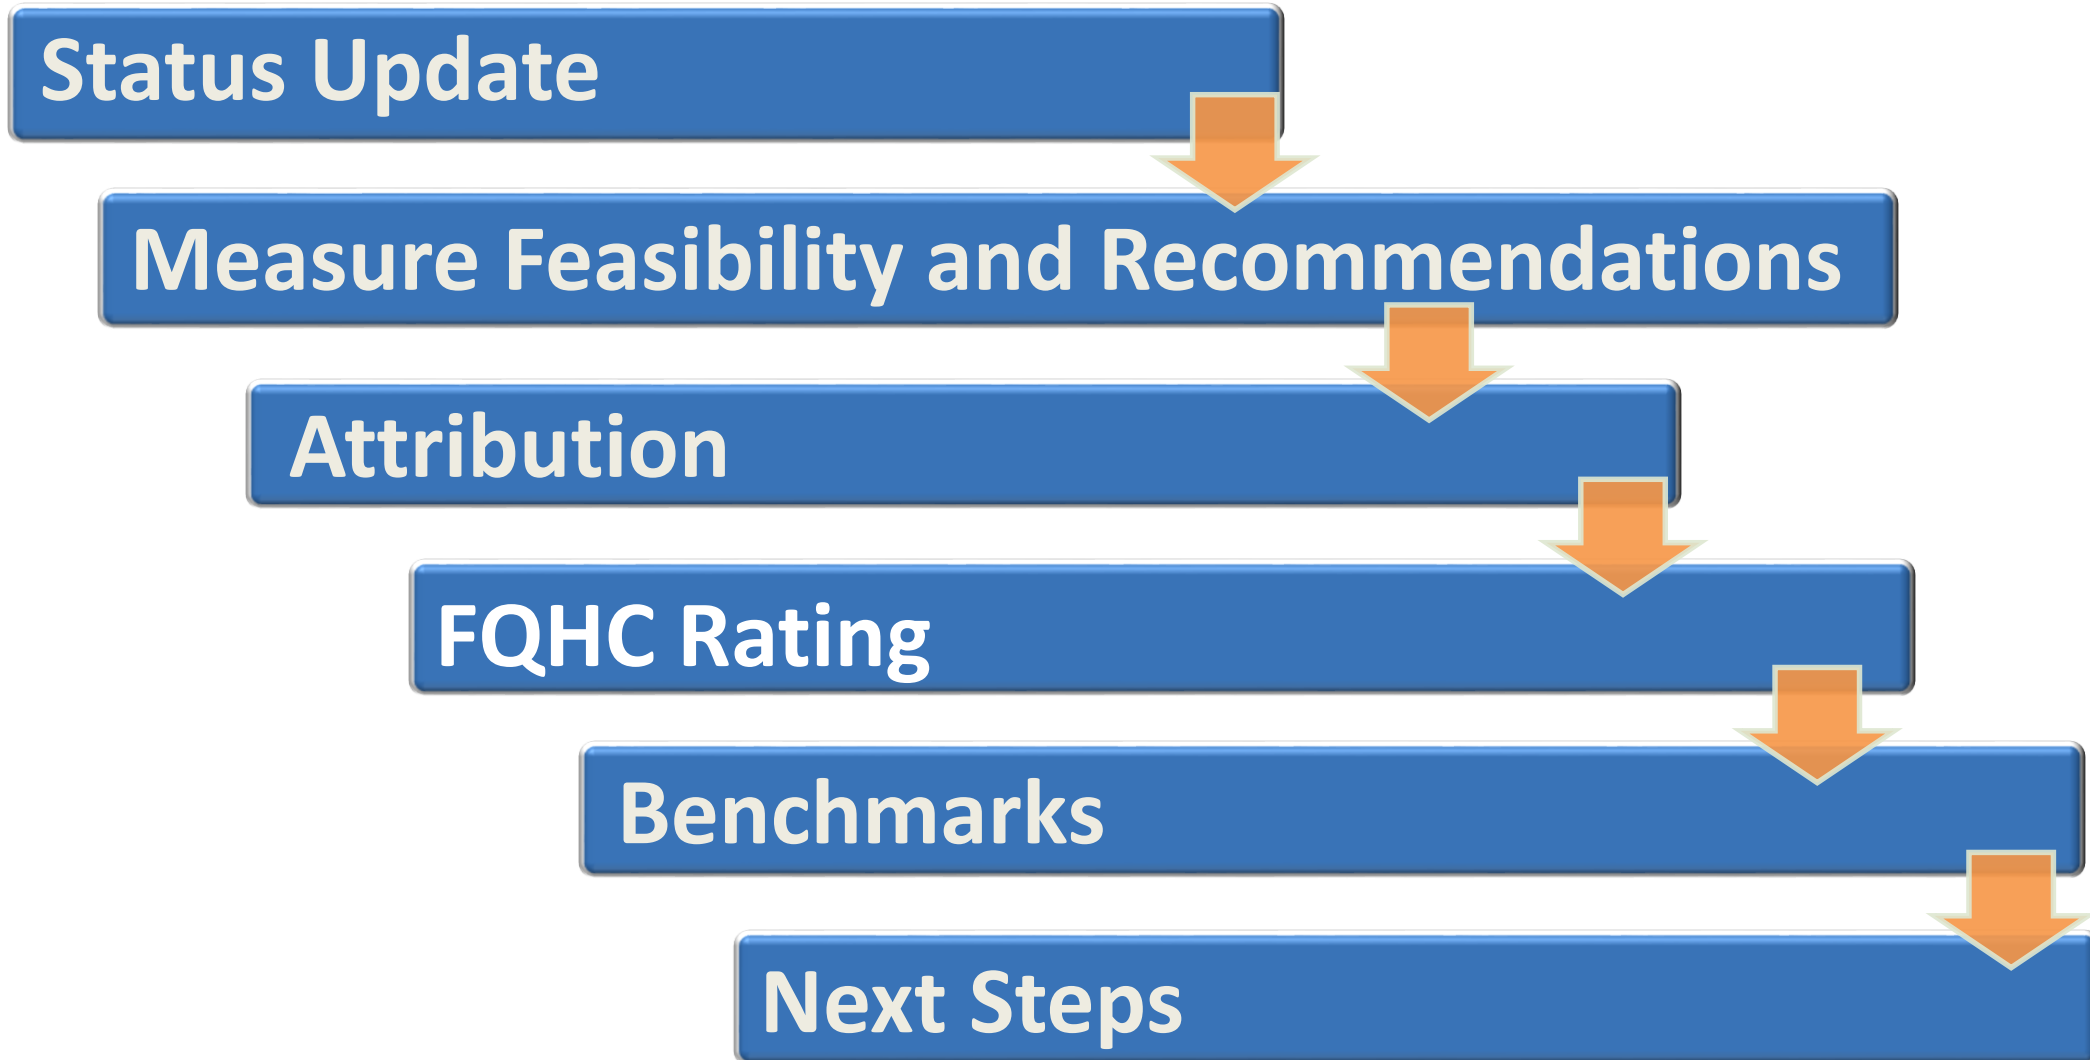 Status Update
Measure Feasibility and Recommendations
Attribution
FQHC Rating
Benchmarks
Next Steps